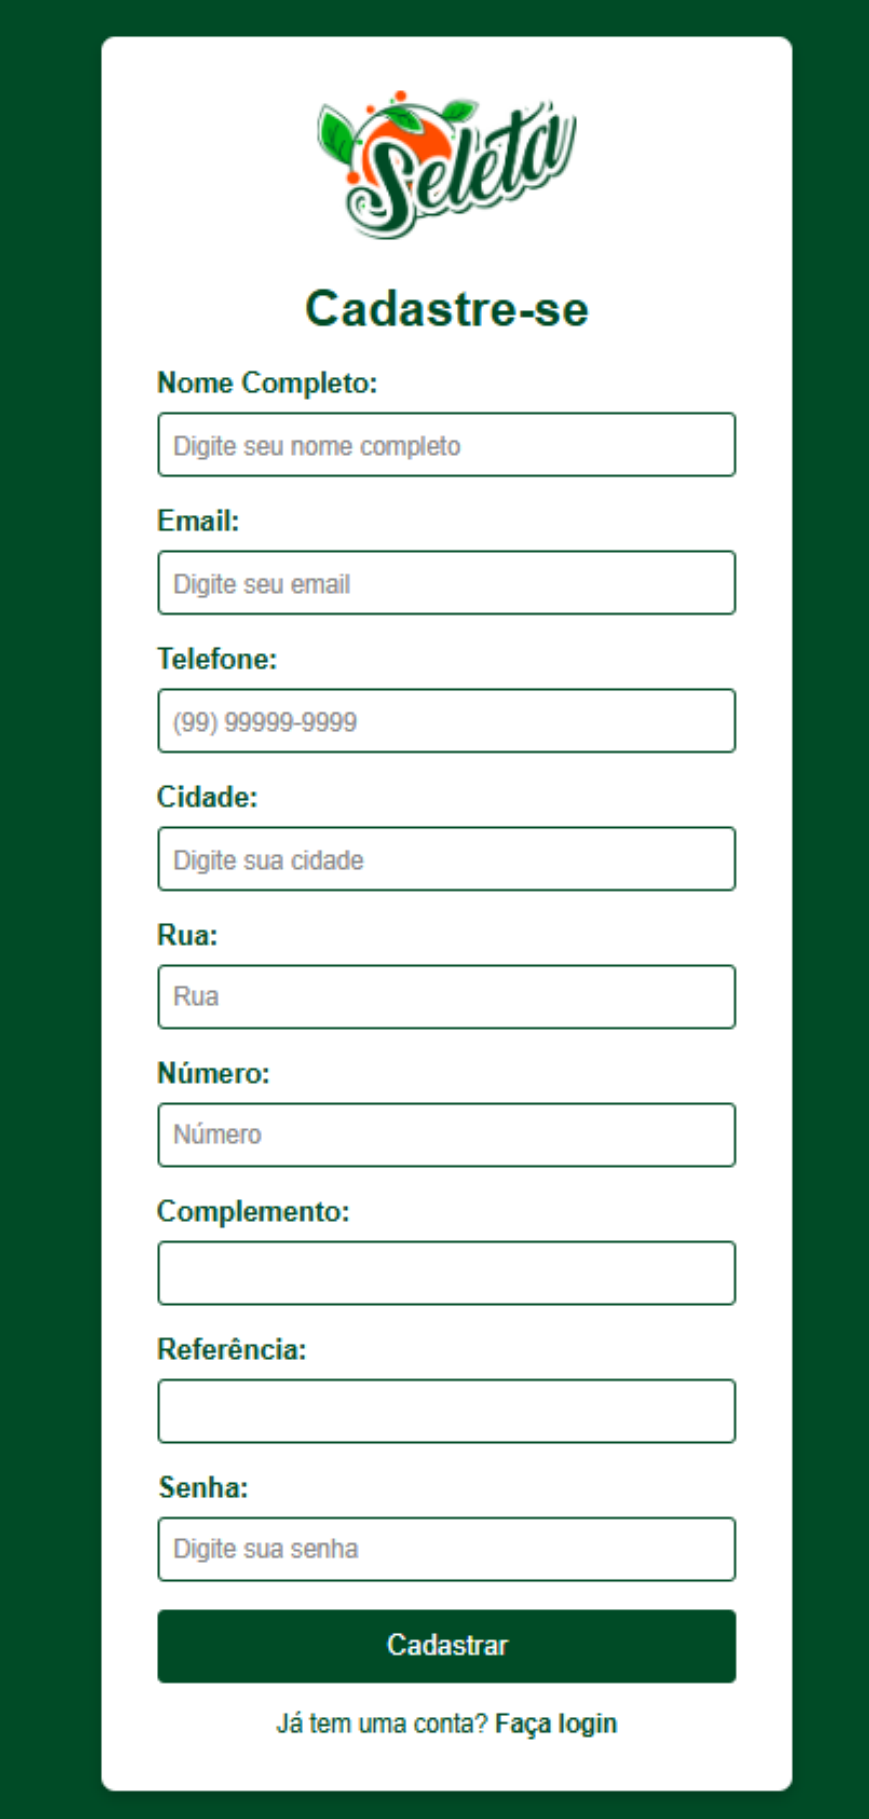 Seleta
Cadastre-se
Nome Completo:
Digite seu nome completo
Email:
Digite seu email
Telefone:
(99) 99999-9999
Cidade:
Digite sua cidade
Rua:
Rua
Número:
Número
Complemento:
Referência:
Senha:
Digite sua senha
Cadastrar
Já tem uma conta? Faça login